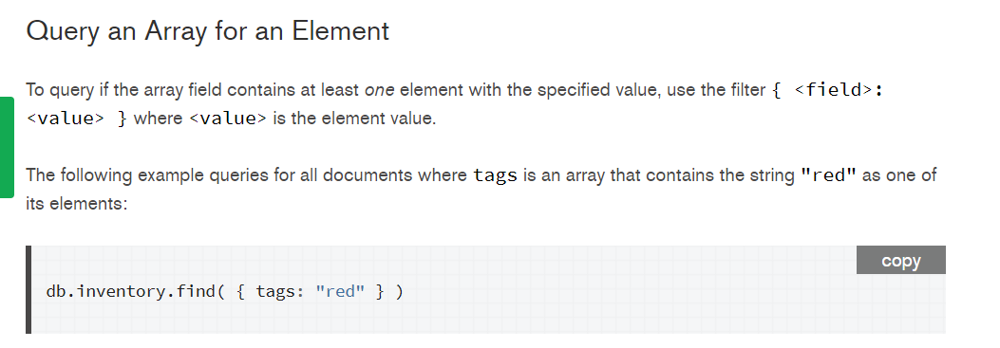 Query an Array for an Element
To query if the array field contains at least one element with the specified value, use the filter { <field>:
<value> } where <value> is the element value.
The following example queries for all documents where tags is an array that contains the string "red" as one of
its elements:
copy
db.inventory.find( { tags: "red" } )